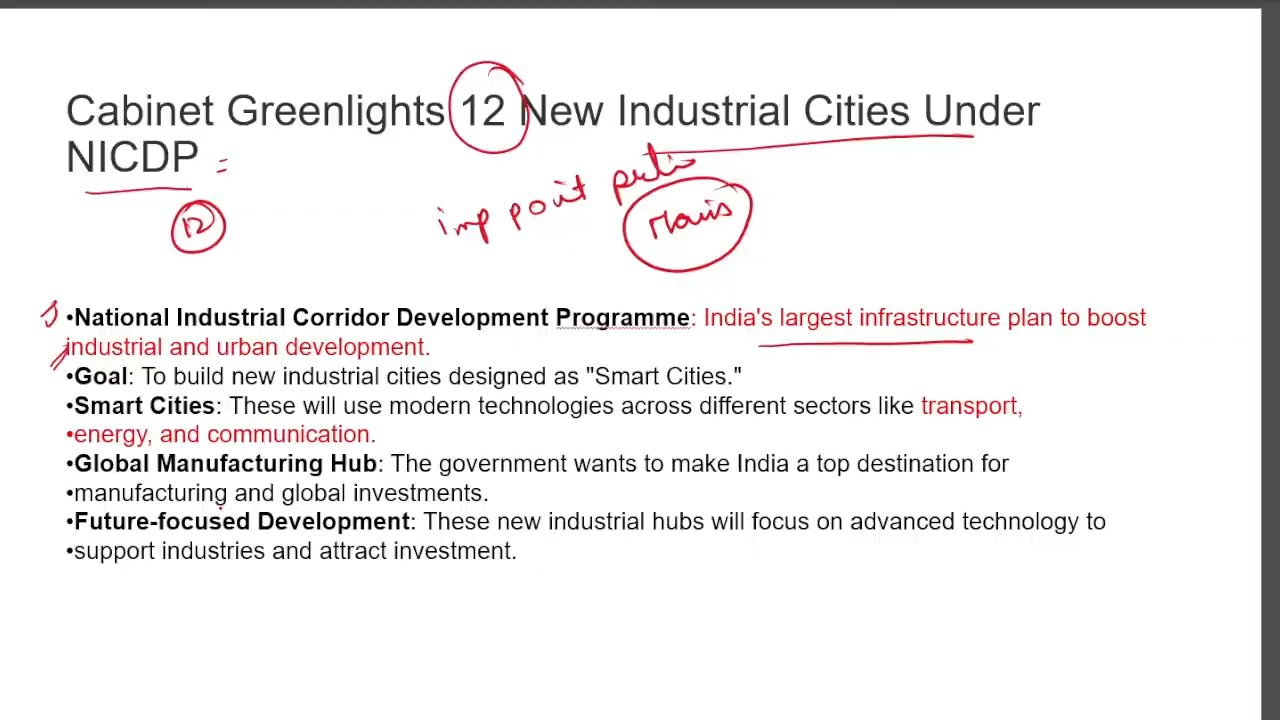 Cabinet Greenlights 12 New Industrial Cities Under
NICDP =
12
imp point
Mains
•National Industrial Corridor Development Programme: India's largest infrastructure plan to boost
industrial and urban development.
•Goal: To build new industrial cities designed as "Smart Cities."
•Smart Cities: These will use modern technologies across different sectors like transport,
•energy, and communication.
•Global Manufacturing Hub: The government wants to make India a top destination for
•manufacturing and global investments.
•Future-focused Development: These new industrial hubs will focus on advanced technology to
•support industries and attract investment.